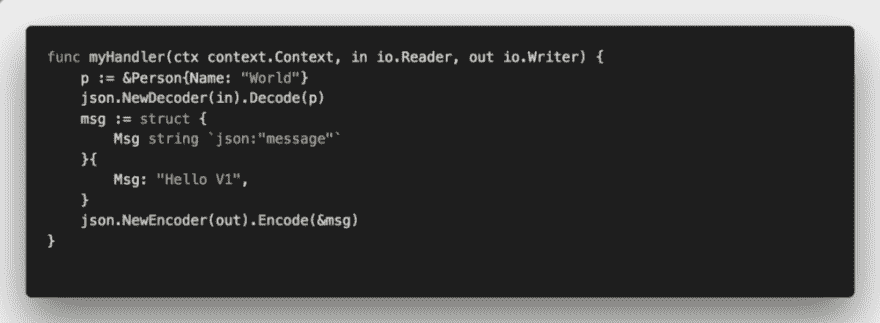 func myHandler(ctx context.Context, in io.Reader, out io.Writer) {
    p := &Person{Name: "World"}
    json.NewDecoder(in).Decode(p)
    msg := struct {
        Msg string `json:"message"`
    }{
        Msg: "Hello V1",
    }
    json.NewEncoder(out).Encode(&msg)
}